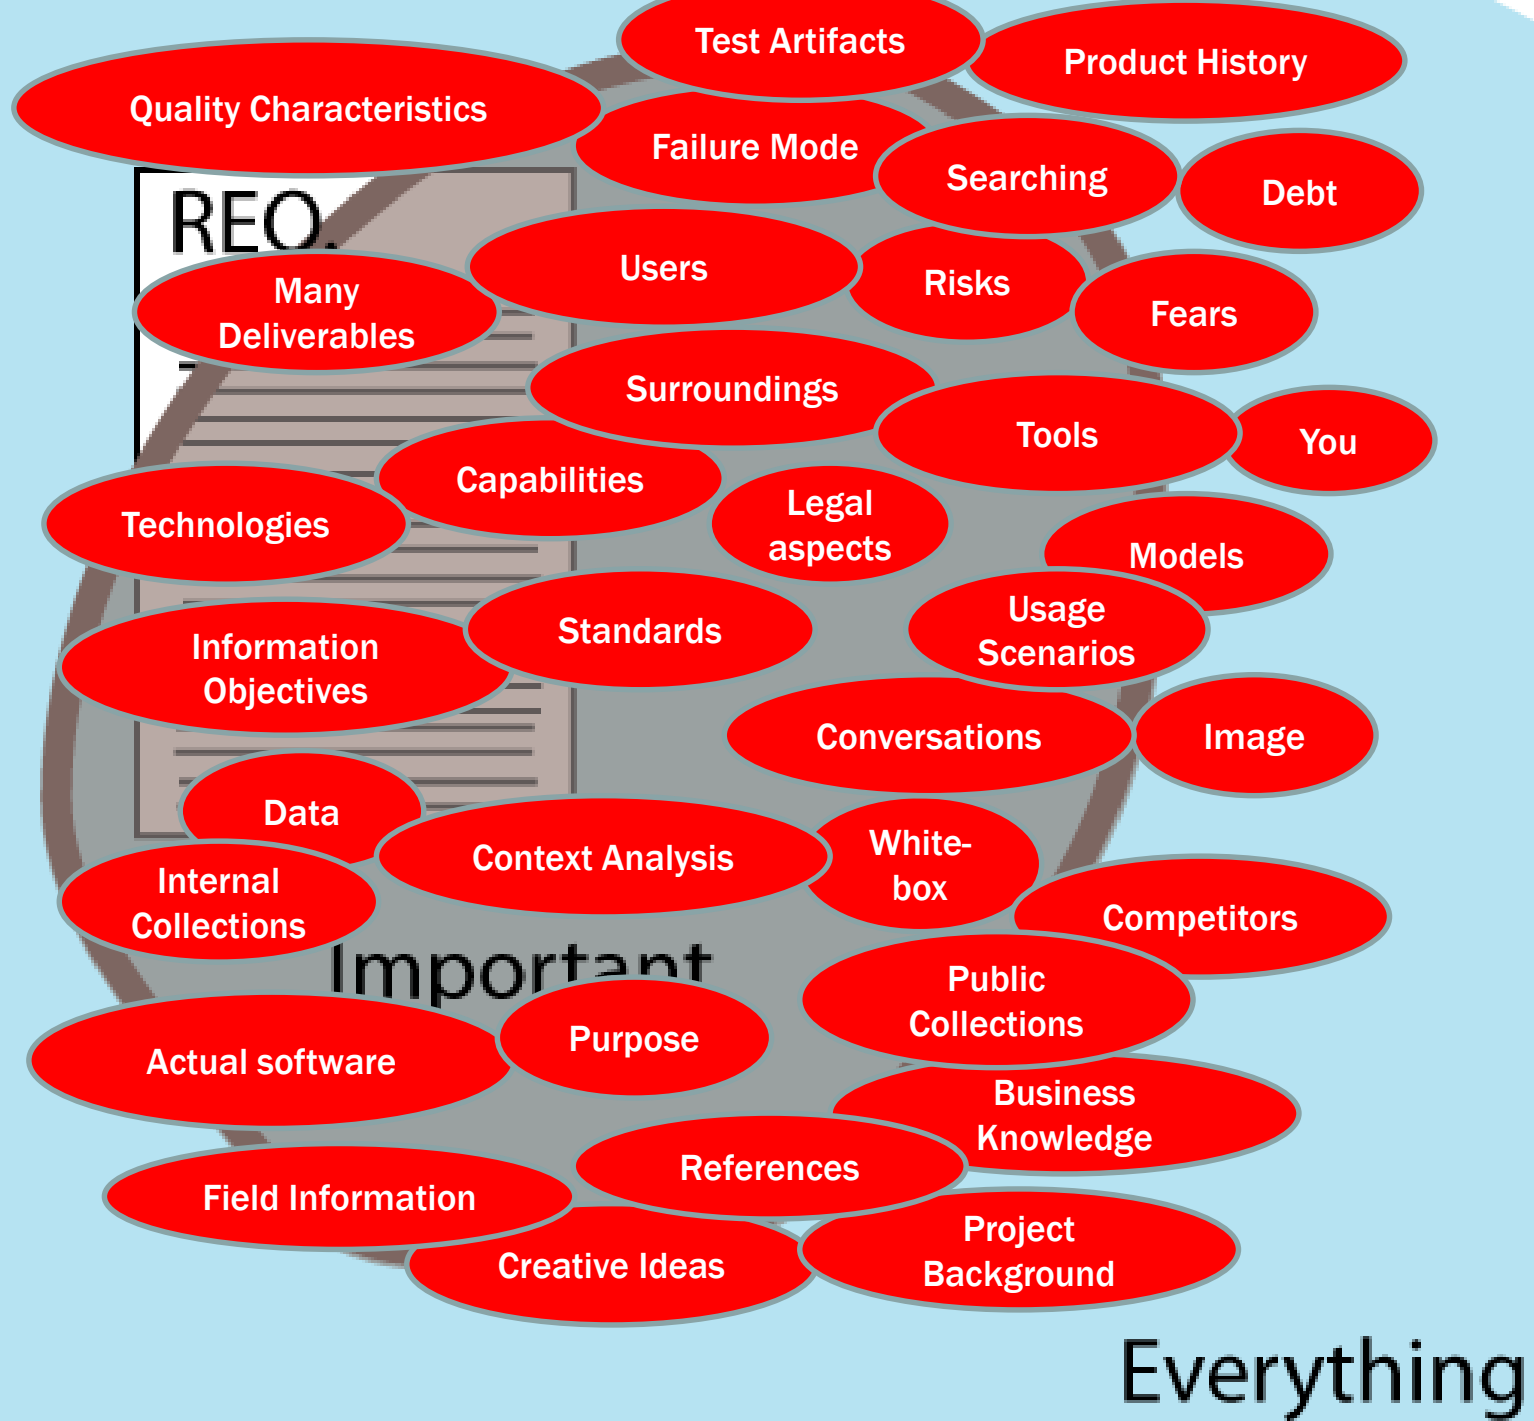 Test Artifacts
Product History
Quality Characteristics
Failure Mode
Searching
Debt
REQ.
Users
Risks
Many
Deliverables
Fears
Surroundings
Tools
You
Capabilities
Legal
aspects
Technologies
Models
Usage
Scenarios
Standards
Information
Objectives
Conversations
Image
Data
Context Analysis
White-
box
Internal
Collections
Competitors
Important
Public
Collections
Purpose
Actual software
Business
Knowledge
References
Field Information
Creative Ideas
Project
Background
Everything